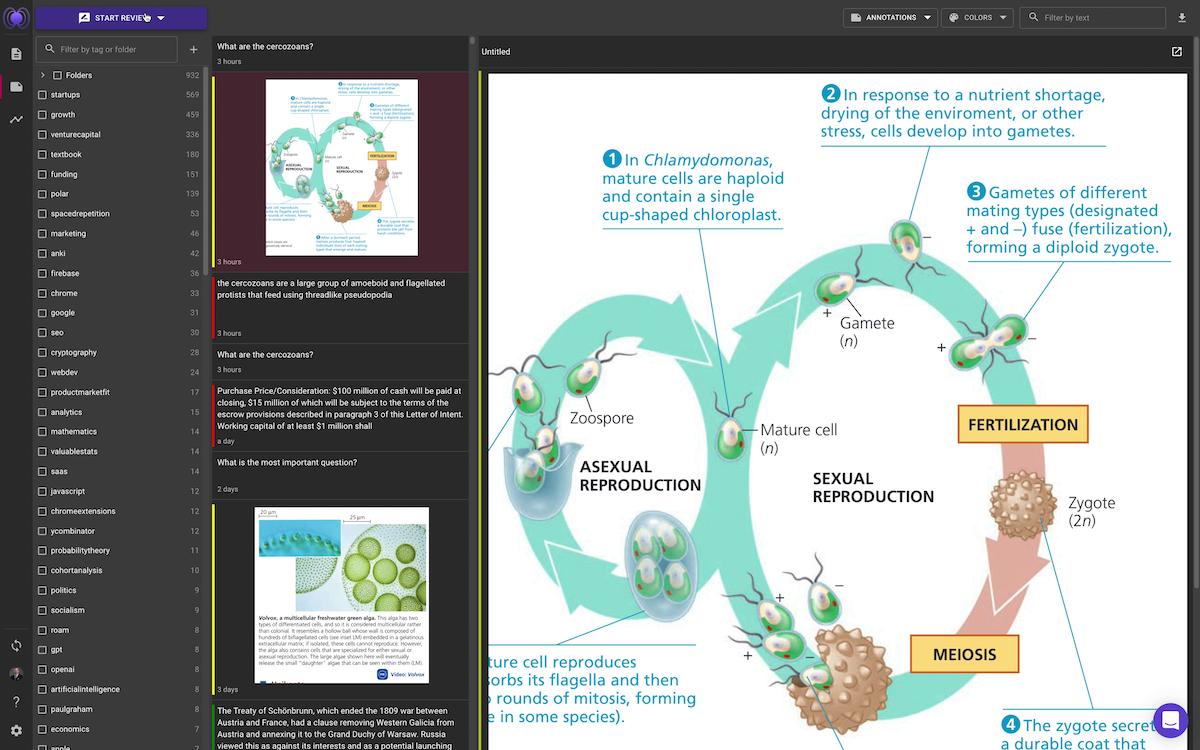 START REVIEW
ANNOTATIONS
COLORS
Filter by text
Filter by tag or folder
Folders 932
startups 569
growth 459
venturecapital 336
textbook 180
funding 151
polar 139
spacedrepetition 53
marketing 46
anki 42
firebase 36
chrome 33
google 31
seo 30
cryptography 28
webdev 24
productmarketfit 17
analytics 15
mathematics 14
valuablestats 14
saas 14
javascript 12
chromeextensions 12
ycombinator 12
probabilitytheory 11
cohortanalysis 10
politics 9
socialism 9
roam 8
gpt 8
openai 8
artificialintelligence 8
paulgraham 8
economics 7
apple 7
What are the cercozoans?
3 hours
3 hours
the cercozoans are a large group of amoeboid and flagellated
protists that feed using threadlike pseudopodia
3 hours
What are the cercozoans?
3 hours
Purchase Price/Consideration: $100 million of cash will be paid at
closing, $15 million of which will be subject to the terms of the
escrow provisions described in paragraph 3 of this Letter of Intent.
Working capital of at least $1 million shall
a day
What is the most important question?
2 days
20 µm
25 µm
Volvox, a multicellular freshwater green alga. This alga has two
types of differentiated cells, and so it is considered multicellular rather
than colonial. It resembles a hollow ball whose wall is composed of
hundreds of biflagellated cells (see inset LM) embedded in a gelatinous
extracellular matrix; if isolated, these cells cannot reproduce. However,
the alga also contains cells that are specialized for either sexual or
asexual reproduction. The large algae shown here will eventually
release the small "daughter" algae that can be seen within them (LM).
Video: Volvox
3 days
The Treaty of Schönbrunn, which ended the 1809 war between
Austria and France, had a clause removing Western Galicia from
Austria and annexing it to the Grand Duchy of Warsaw. Russia
viewed this as against its interests and as a potential launching
Untitled
1 In Chlamydomonas,
mature cells are haploid
and contain a single
cup-shaped chloroplast.
2 In response to a nutrient shortage,
drying of the enviroment, or other
stress, cells develop into gametes.
3 Gametes of different
mating types (designated
+ and –) fuse (fertilization),
forming a diploid zygote.
–
+
Gamete
(n)
+
–
Zoospore
Mature cell
(n)
FERTILIZATION
ASEXUAL
REPRODUCTION
SEXUAL
REPRODUCTION
Zygote
(2n)
–
+
–
+
MEIOSIS
ture cell reproduces
sorbs its flagella and then
o rounds of mitosis, forming
e in some species).
4 The zygote secret
a durable coat that